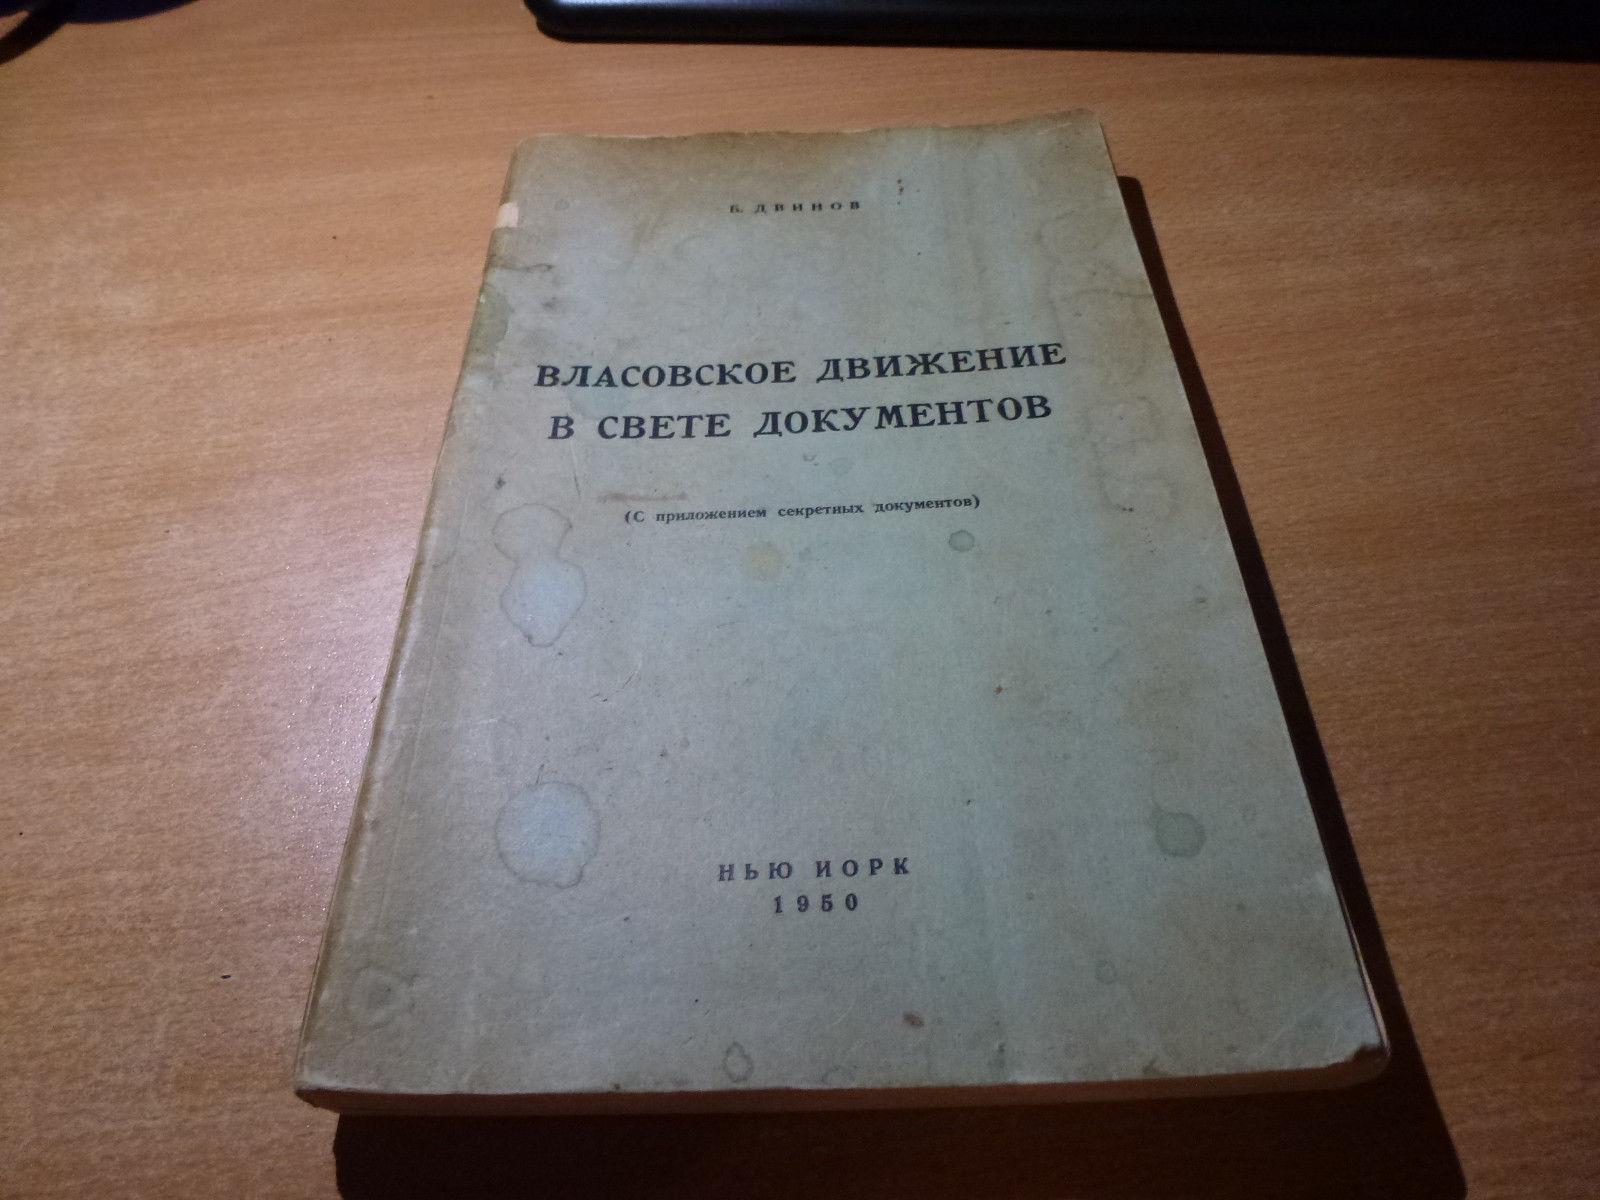 Б. ДВИНОВ
ВЛАСОВСКОЕ ДВИЖЕНИЕ
В СВЕТЕ ДОКУМЕНТОВ
(С приложением секретных документов)
НЬЮ ИОРК
1950